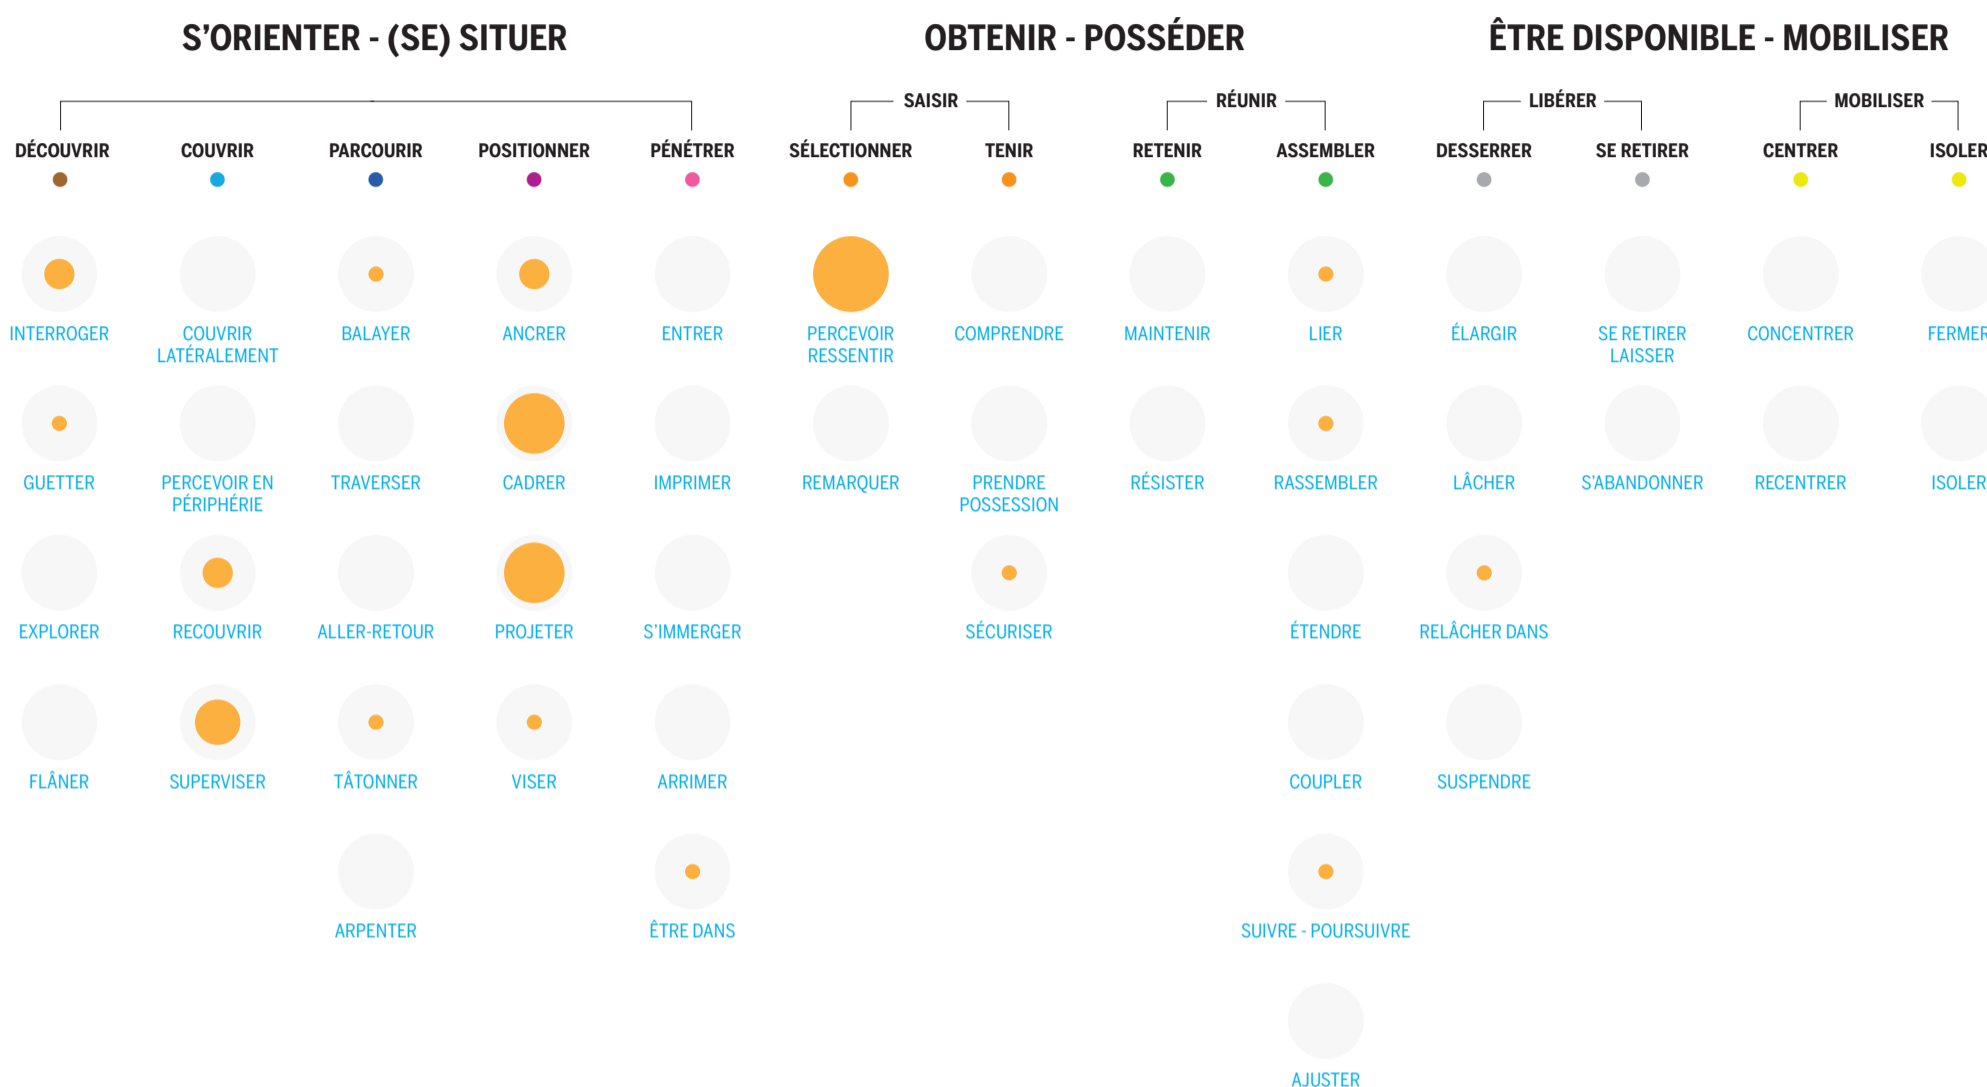 S'ORIENTER - (SE) SITUER
OBTENIR - POSSÉDER
ÊTRE DISPONIBLE - MOBILISER
SAISIR
RÉUNIR
LIBÉRER
MOBILISER
DÉCOUVRIR
COUVRIR
PARCOURIR
POSITIONNER
PÉNÉTRER
SÉLECTIONNER
TENIR
RETENIR
ASSEMBLER
DESSERRER
SE RETIRER
CENTRER
ISOLER
INTERROGER
COUVRIR
LATÉRALEMENT
BALAYER
ANCRER
ENTRER
PERCEVOIR
RESSENTIR
COMPRENDRE
MAINTENIR
LIER
ÉLARGIR
SE RETIRER
LAISSER
CONCENTRER
FERMER
GUETTER
PERCEVOIR EN
PÉRIPHÉRIE
TRAVERSER
CADRER
IMPRIMER
REMARQUER
PRENDRE
POSSESSION
RÉSISTER
RASSEMBLER
LÂCHER
S'ABANDONNER
RECENTRER
ISOLER
EXPLORER
RECOUVRIR
ALLER-RETOUR
PROJETER
S'IMMERGER
SÉCURISER
ÉTENDRE
RELÂCHER DANS
FLÂNER
SUPERVISER
TÂTONNER
VISER
ARRIMER
COUPLER
SUSPENDRE
ARPENTER
ÊTRE DANS
SUIVRE - POURSUIVRE
AJUSTER